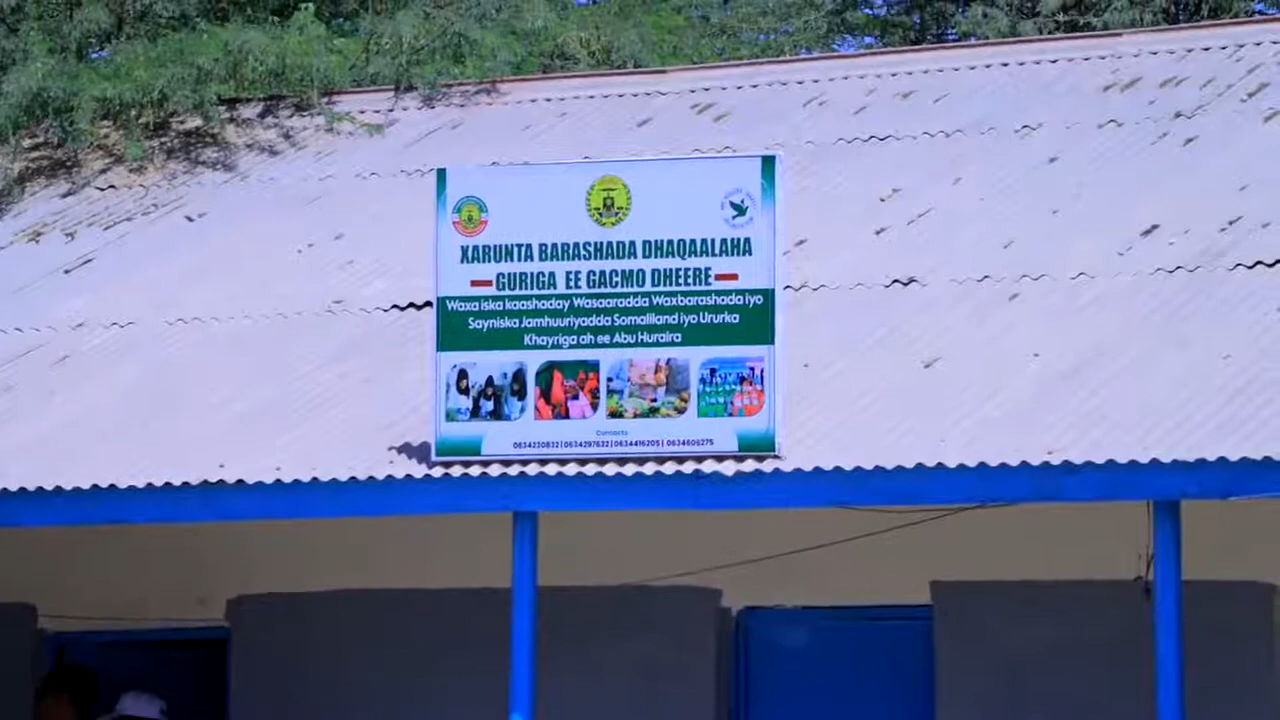 XARUNTA BARASHADA DHAQAALAHA
GURIGA EE GACMO DHEERE
Waxa iska kaashaday Wasaaradda Waxbarashada iyo
Sayniska Jamhuuriyadda Somaliland iyo Ururka
Khayriga ah ee Abu Huraira
Contacts
0634230832 | 0634297632 | 0634416205 | 0634606275